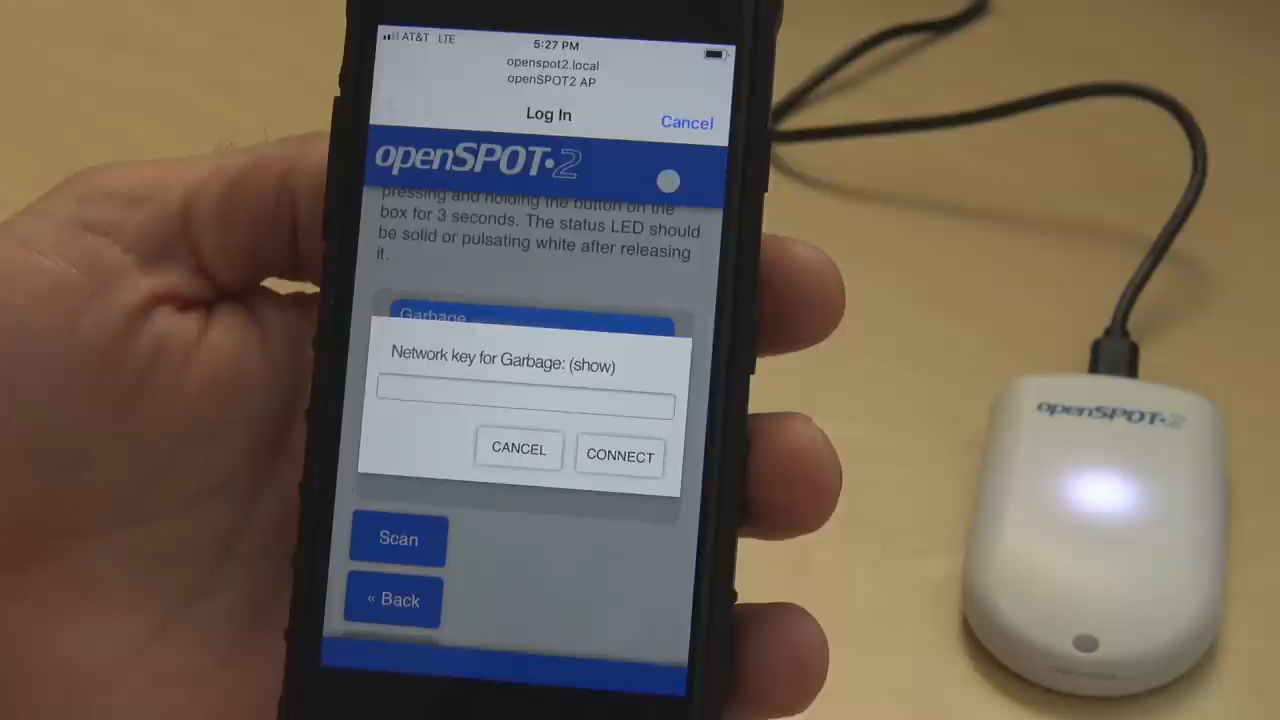 AT&T LTE
5:27 PM
openspot2.local
openSPOT2 AP
Log In
Cancel
openSPOT•2
pressing and holding the button on the
box for 3 seconds. The status LED should
be solid or pulsating white after releasing
it.
Garbage
Network key for Garbage: (show)
CANCEL
CONNECT
Scan
« Back
openSPOT•2